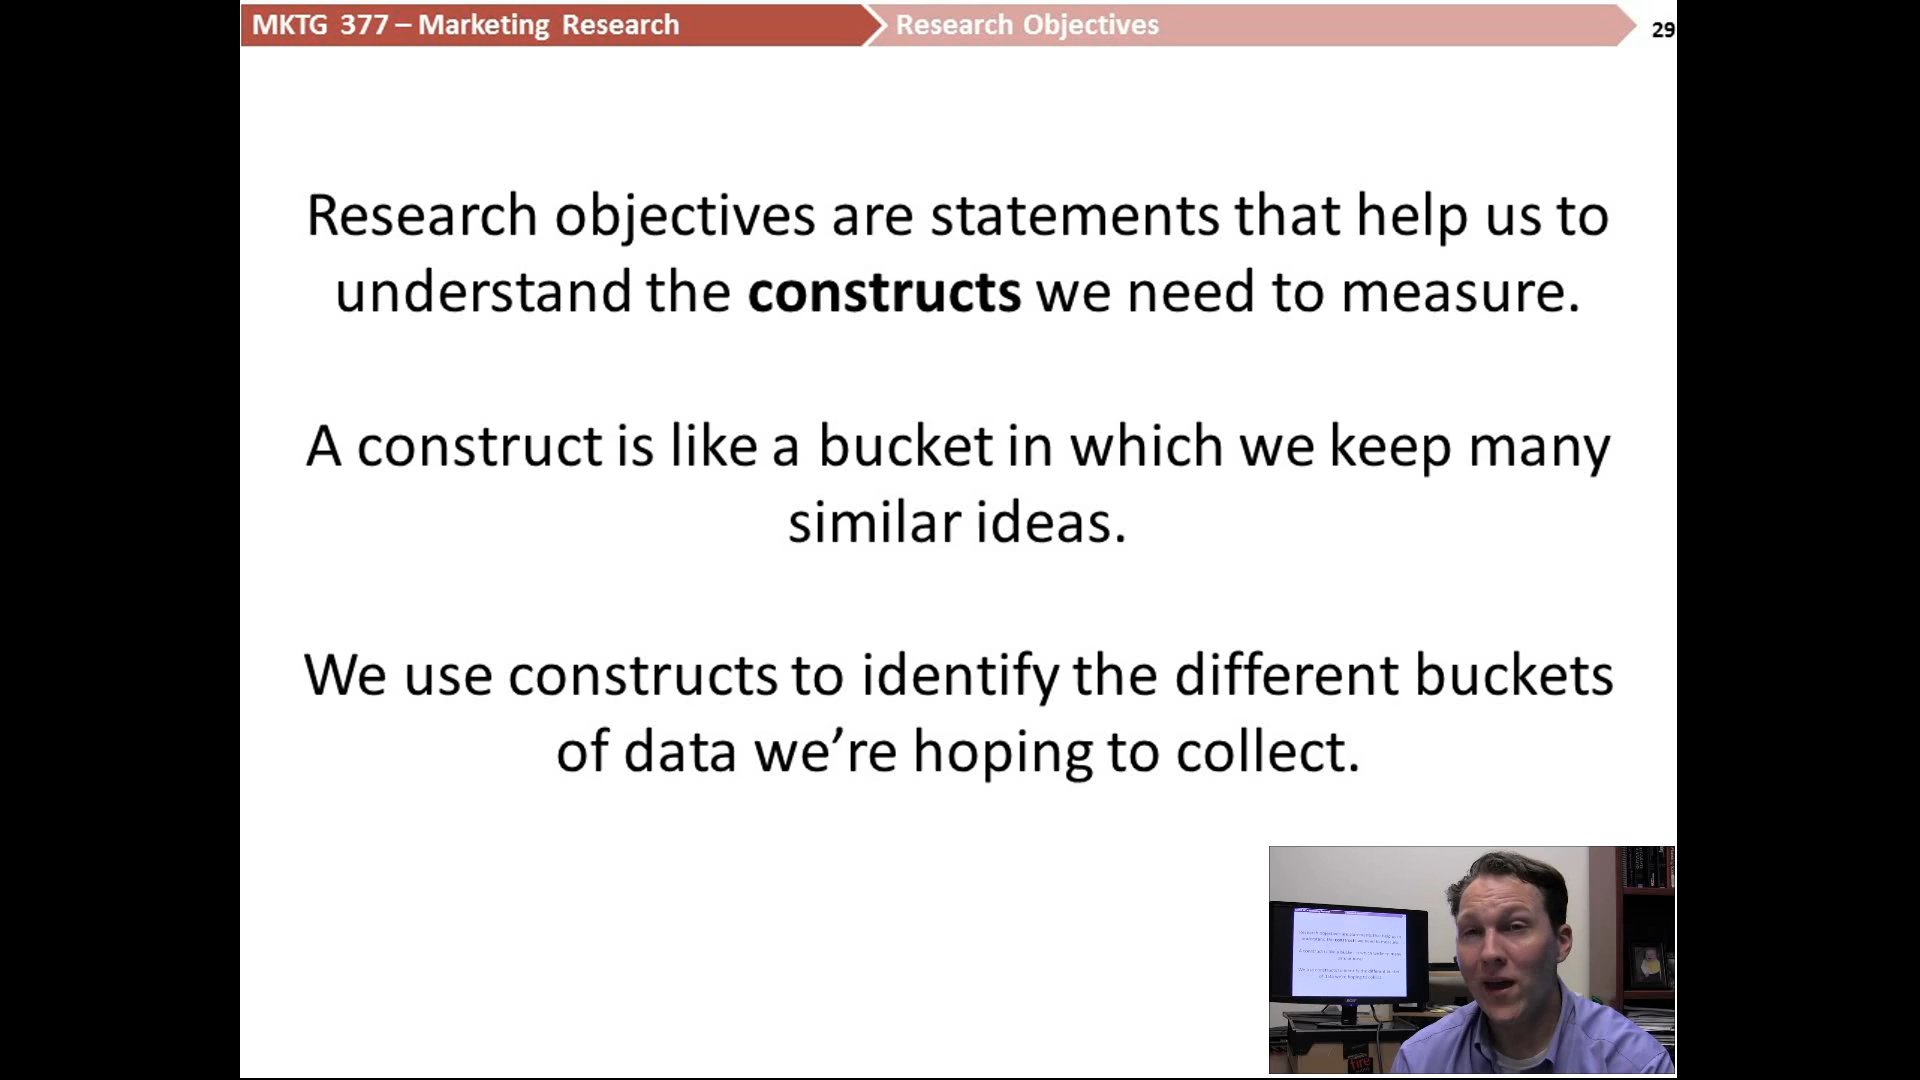 MKTG 377 – Marketing Research
Research Objectives
29
Research objectives are statements that help us to
understand the constructs we need to measure.
A construct is like a bucket in which we keep many
similar ideas.
We use constructs to identify the different buckets
of data we’re hoping to collect.